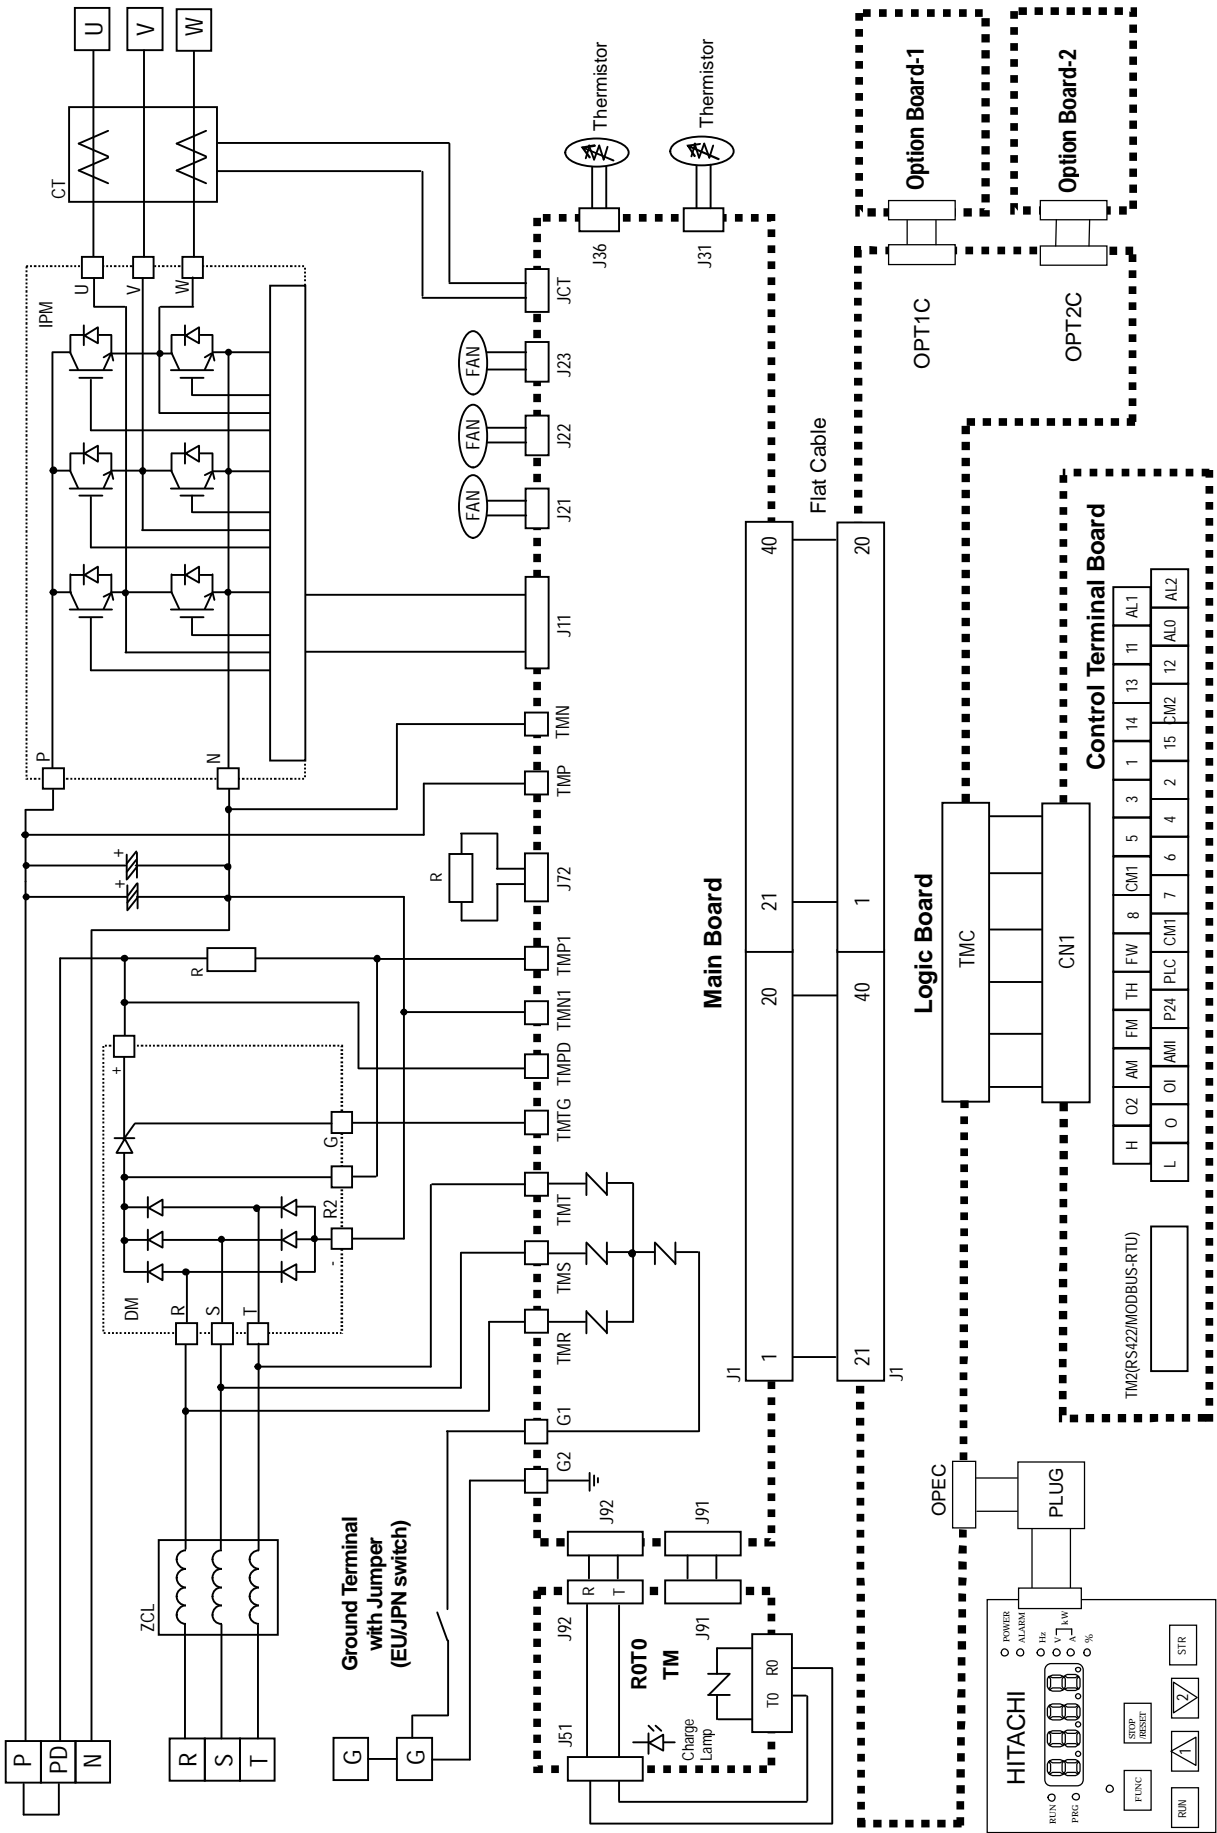 U
V
W
CT
IPM
U
V
W
P
N
Thermistor
Thermistor
J36
J31
JCT
FAN
J23
FAN
J22
FAN
J21
J11
TMN
TMP
R
J72
TMP1
TMN1
TMPD
TMTG
TMT
TMS
TMR
G1
G2
+
+
R
+
G
R2
-
DM
R
S
T
ZCL
P
PD
N
R
S
T
G
G
Ground Terminal
with Jumper
(EU/JPN switch)
J92
J91
J92
R
T
J91
R0T0
TM
J51
Charge
Lamp
T0
R0
Main Board
J1
1
20
21
40
Flat Cable
J1
21
40
1
20
Option Board-1
Option Board-2
OPT1C
OPT2C
Logic Board
TMC
CN1
Control Terminal Board
H
O2
AM
FM
TH
FW
8
CM1
5
3
1
14
13
11
AL1
L
O
OI
AMI
P24
PLC
CM1
7
6
4
2
15
CM2
12
AL0
AL2
TM2(RS422/MODBUS-RTU)
OPEC
PLUG
HITACHI
POWER
ALARM
Hz
V
kW
A
%
RUN
PRG
8888
RUN
FUNC
1
STOP
/RESET
2
STR